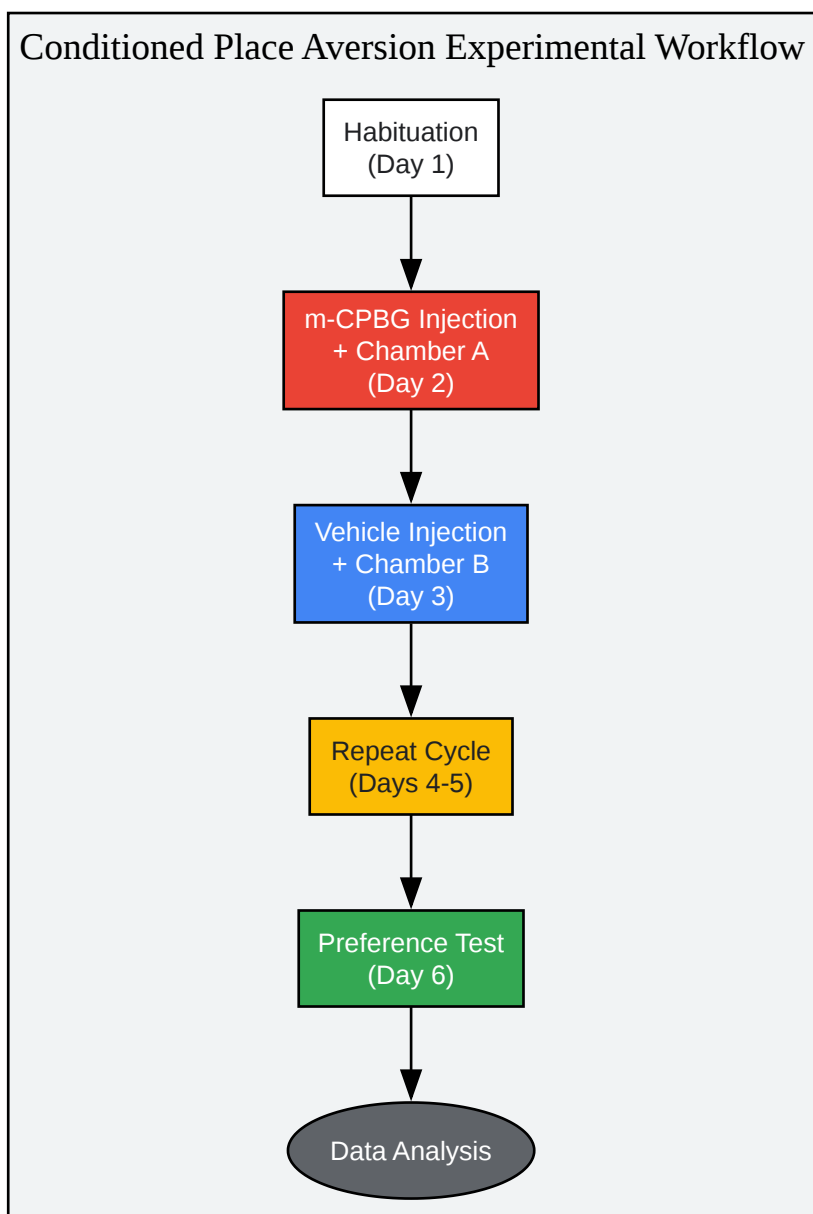 Conditioned Place Aversion Experimental Workflow
Habituation
(Day 1)
m-CPBG Injection
+ Chamber A
(Day 2)
Vehicle Injection
+ Chamber B
(Day 3)
Repeat Cycle
(Days 4-5)
Preference Test
(Day 6)
Data Analysis